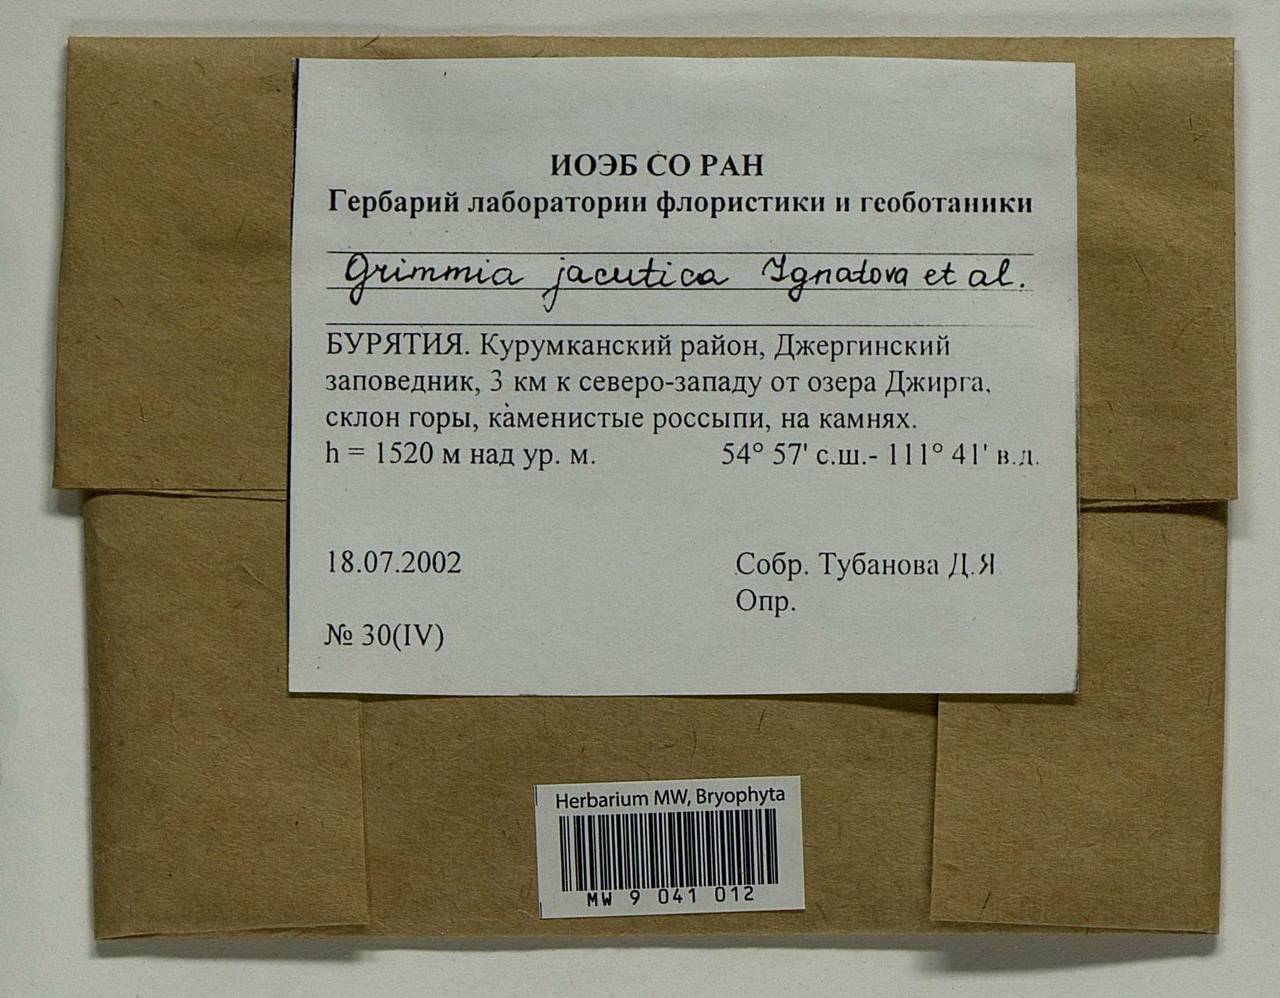 ИОЭБ СО РАН
Гербарий лаборатории флористики и геоботаники
Grimmia jacutica Ignatova et al.
БУРЯТИЯ. Курумканский район, Джергинский
заповедник, 3 км к северо-западу от озера Джирга,
склон горы, каменистые россыпи, на камнях.
h = 1520 м над ур. м. 54° 57' с.ш.- 111° 41' в.д.
18.07.2002 Собр. Тубанова Д.Я
Опр.
№ 30(IV)
Herbarium MW, Bryophyta
MW 9 041 012